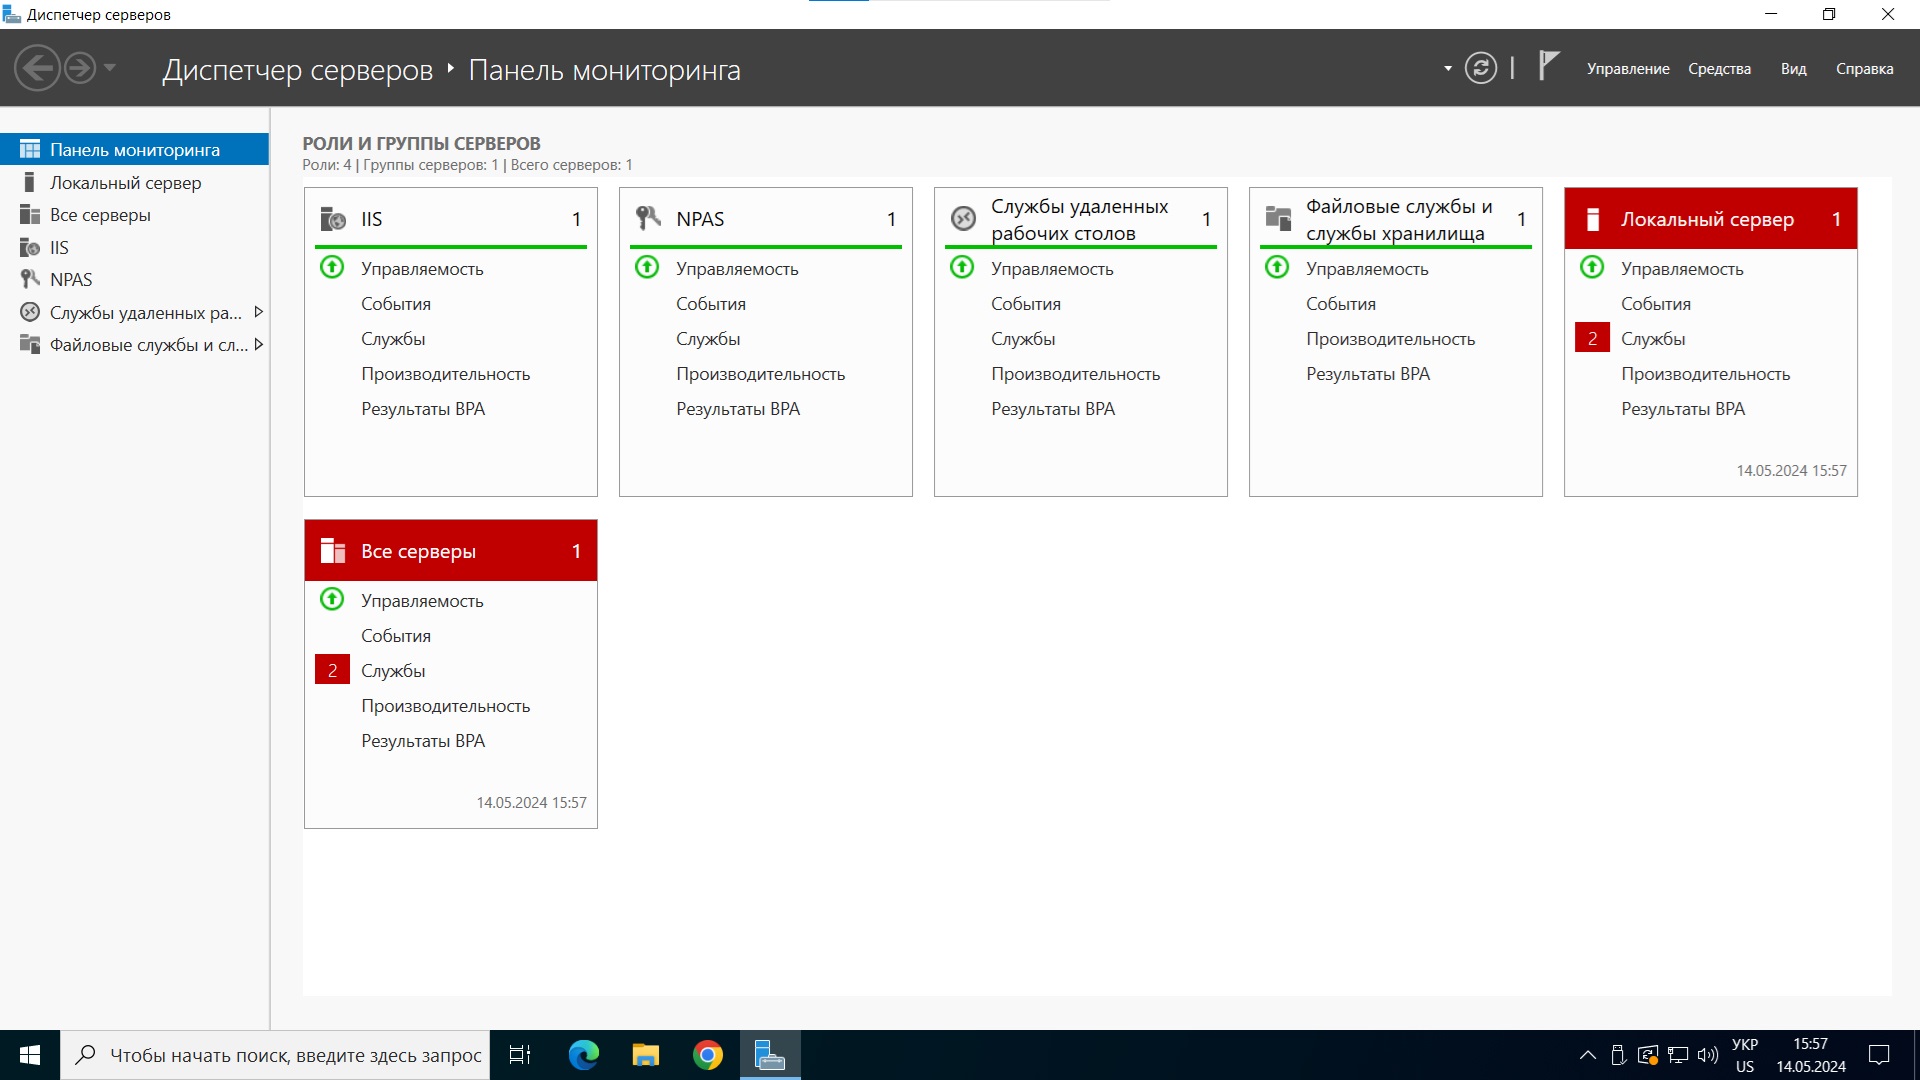 Диспетчер серверов
Диспетчер серверов
Панель мониторинга
Управление
Средства
Вид
Справка
Панель мониторинга
Локальный сервер
Все серверы
IIS
NPAS
Службы удаленных ра...
Файловые службы и сл...
РОЛИ И ГРУППЫ СЕРВЕРОВ
Роли: 4 | Группы серверов: 1 | Всего серверов: 1
IIS 1
Управляемость
События
Службы
Производительность
Результаты BPA
NPAS 1
Управляемость
События
Службы
Производительность
Результаты BPA
Службы удаленных
рабочих столов 1
Управляемость
События
Службы
Производительность
Результаты BPA
Файловые службы и
службы хранилища 1
Управляемость
События
Производительность
Результаты BPA
Локальный сервер 1
Управляемость
События
2 Службы
Производительность
Результаты BPA
14.05.2024 15:57
Все серверы 1
Управляемость
События
2 Службы
Производительность
Результаты BPA
14.05.2024 15:57
Чтобы начать поиск, введите здесь запрос
УКР
US
15:57
14.05.2024